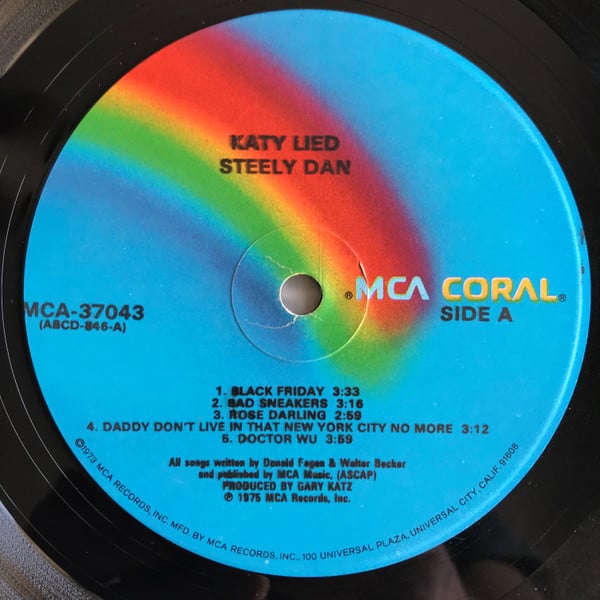 KATY LIED
STEELY DAN
®MCA CORAL®
MCA-37043
SIDE A
(ABCD-846-A)
1. BLACK FRIDAY 3:33
2. BAD SNEAKERS 3:16
3. ROSE DARLING 2:59
4. DADDY DON'T LIVE IN THAT NEW YORK CITY NO MORE 3:12
5. DOCTOR WU 3:59
All songs written by Donald Fagen & Walter Becker
and published by MCA Music, (ASCAP)
PRODUCED BY GARY KATZ
℗ 1975 MCA Records, Inc.
©1973 MCA RECORDS, INC. MFD. BY MCA RECORDS, INC., 100 UNIVERSAL PLAZA, UNIVERSAL CITY, CALIF. 91608